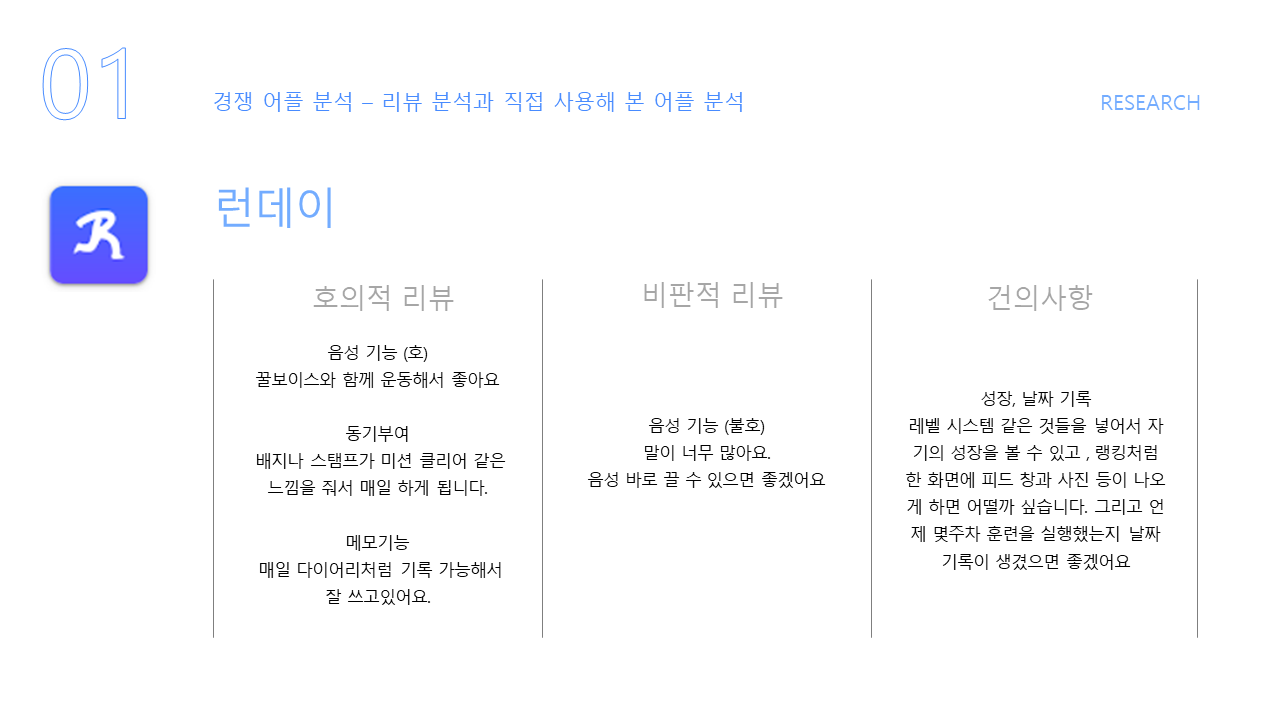 01
경쟁 어플 분석 – 리뷰 분석과 직접 사용해 본 어플 분석
RESEARCH
R
런데이
호의적 리뷰
음성 기능 (호)
꿀보이스와 함께 운동해서 좋아요
동기부여
배지나 스탬프가 미션 클리어 같은
느낌을 줘서 매일 하게 됩니다.
메모기능
매일 다이어리처럼 기록 가능해서
잘 쓰고있어요.
비판적 리뷰
음성 기능 (불호)
말이 너무 많아요.
음성 바로 끌 수 있으면 좋겠어요
건의사항
성장, 날짜 기록
레벨 시스템 같은 것들을 넣어서 자
기의 성장을 볼 수 있고 , 랭킹처럼
한 화면에 피드 창과 사진 등이 나오
게 하면 어떨까 싶습니다. 그리고 언
제 몇주차 훈련을 실행했는지 날짜
기록이 생겼으면 좋겠어요